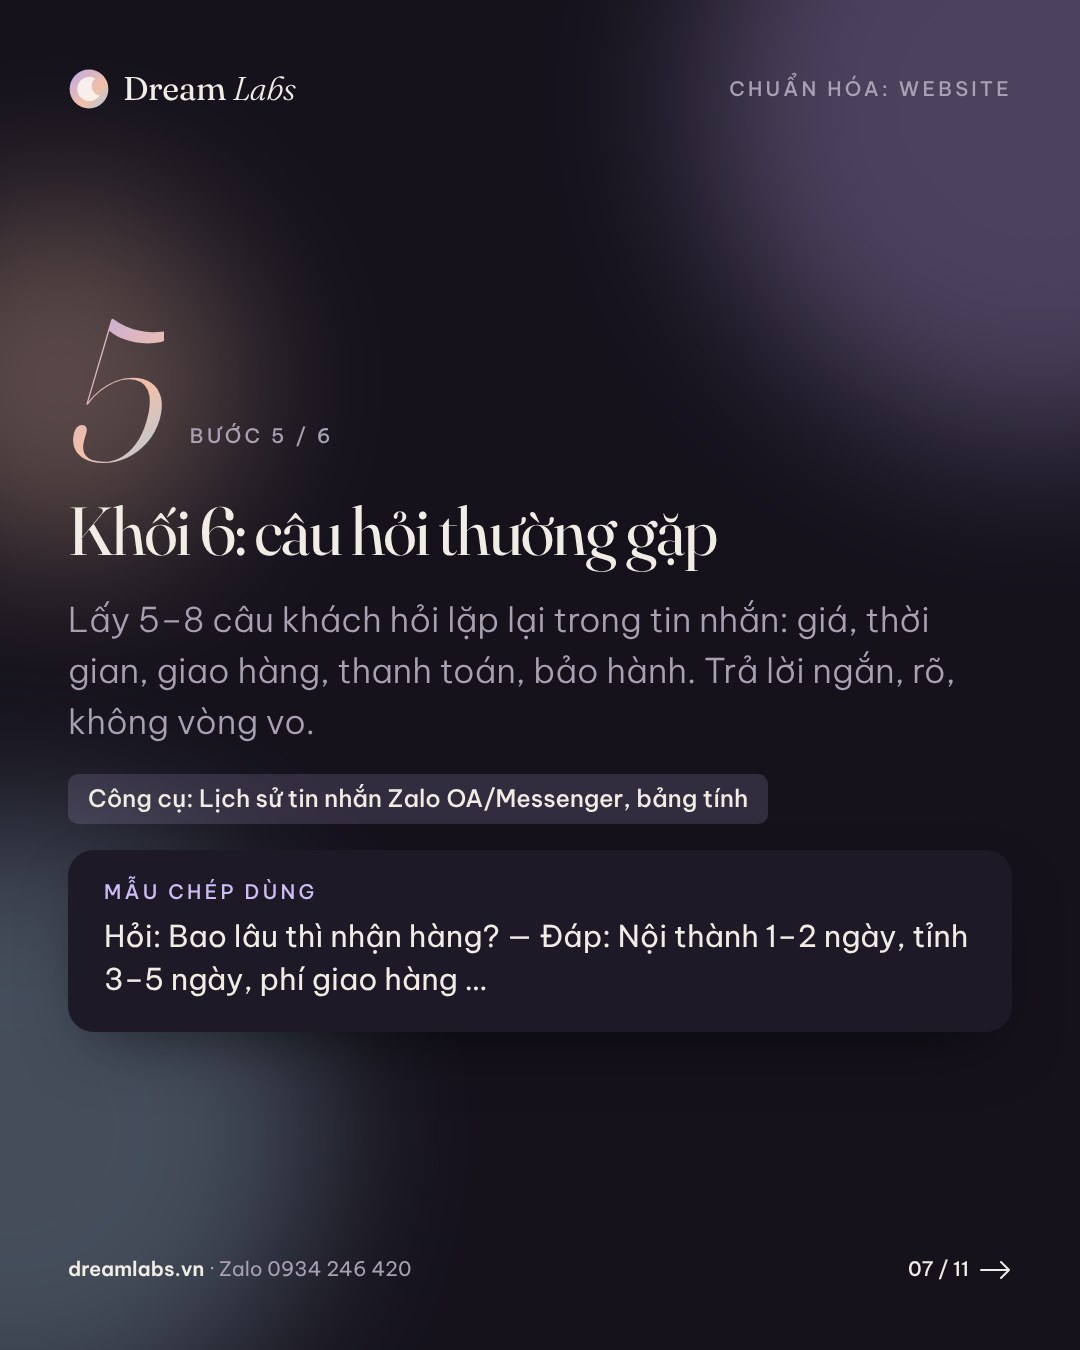 Dream Labs
CHUẨN HÓA: WEBSITE
5
BƯỚC 5 / 6
Khối 6: câu hỏi thường gặp
Lấy 5–8 câu khách hỏi lặp lại trong tin nhắn: giá, thời
gian, giao hàng, thanh toán, bảo hành. Trả lời ngắn, rõ,
không vòng vo.
Công cụ: Lịch sử tin nhắn Zalo OA/Messenger, bảng tính
MẪU CHÉP DÙNG
Hỏi: Bao lâu thì nhận hàng? — Đáp: Nội thành 1–2 ngày, tỉnh
3–5 ngày, phí giao hàng ...
dreamlabs.vn · Zalo 0934 246 420
07 / 11 →